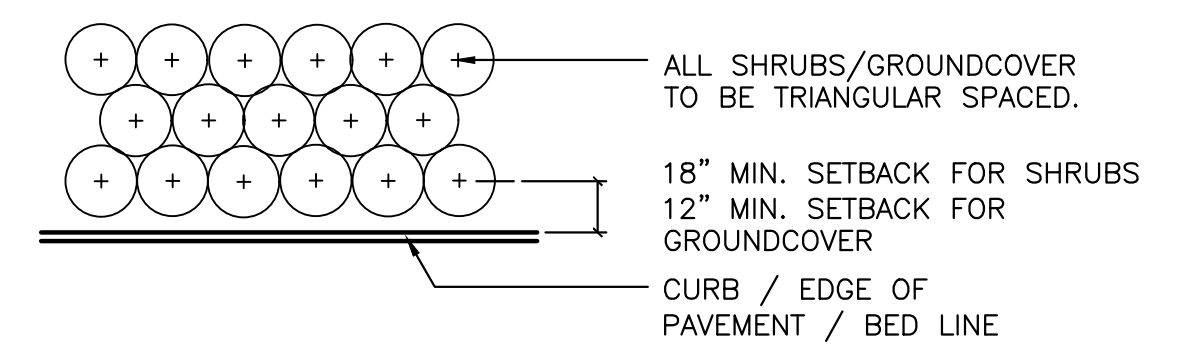 ALL SHRUBS/GROUNDCOVER
TO BE TRIANGULAR SPACED.
18" MIN. SETBACK FOR SHRUBS
12" MIN. SETBACK FOR
GROUNDCOVER
CURB / EDGE OF
PAVEMENT / BED LINE